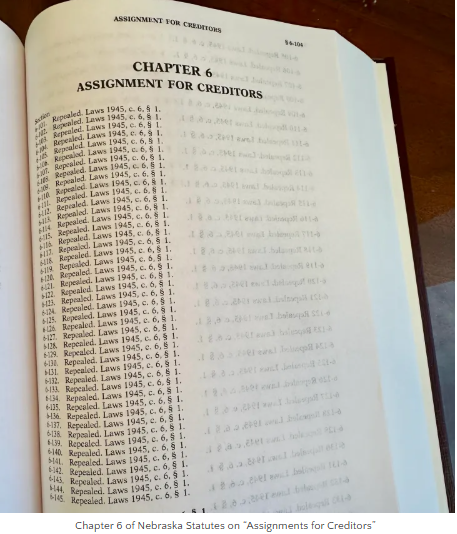 ASSIGNMENT FOR CREDITORS § 6-104
CHAPTER 6
ASSIGNMENT FOR CREDITORS
Section
6-101. Repealed. Laws 1945, c. 6, § 1.
6-102. Repealed. Laws 1945, c. 6, § 1.
6-103. Repealed. Laws 1945, c. 6, § 1.
6-104. Repealed. Laws 1945, c. 6, § 1.
6-105. Repealed. Laws 1945, c. 6, § 1.
6-106. Repealed. Laws 1945, c. 6, § 1.
6-107. Repealed. Laws 1945, c. 6, § 1.
6-108. Repealed. Laws 1945, c. 6, § 1.
6-109. Repealed. Laws 1945, c. 6, § 1.
6-110. Repealed. Laws 1945, c. 6, § 1.
6-111. Repealed. Laws 1945, c. 6, § 1.
6-112. Repealed. Laws 1945, c. 6, § 1.
6-113. Repealed. Laws 1945, c. 6, § 1.
6-114. Repealed. Laws 1945, c. 6, § 1.
6-115. Repealed. Laws 1945, c. 6, § 1.
6-116. Repealed. Laws 1945, c. 6, § 1.
6-117. Repealed. Laws 1945, c. 6, § 1.
6-118. Repealed. Laws 1945, c. 6, § 1.
6-119. Repealed. Laws 1945, c. 6, § 1.
6-120. Repealed. Laws 1945, c. 6, § 1.
6-121. Repealed. Laws 1945, c. 6, § 1.
6-122. Repealed. Laws 1945, c. 6, § 1.
6-123. Repealed. Laws 1945, c. 6, § 1.
6-124. Repealed. Laws 1945, c. 6, § 1.
6-125. Repealed. Laws 1945, c. 6, § 1.
6-126. Repealed. Laws 1945, c. 6, § 1.
6-127. Repealed. Laws 1945, c. 6, § 1.
6-128. Repealed. Laws 1945, c. 6, § 1.
6-129. Repealed. Laws 1945, c. 6, § 1.
6-130. Repealed. Laws 1945, c. 6, § 1.
6-131. Repealed. Laws 1945, c. 6, § 1.
6-132. Repealed. Laws 1945, c. 6, § 1.
6-133. Repealed. Laws 1945, c. 6, § 1.
6-134. Repealed. Laws 1945, c. 6, § 1.
6-135. Repealed. Laws 1945, c. 6, § 1.
6-136. Repealed. Laws 1945, c. 6, § 1.
6-137. Repealed. Laws 1945, c. 6, § 1.
6-138. Repealed. Laws 1945, c. 6, § 1.
6-139. Repealed. Laws 1945, c. 6, § 1.
6-140. Repealed. Laws 1945, c. 6, § 1.
6-141. Repealed. Laws 1945, c. 6, § 1.
6-142. Repealed. Laws 1945, c. 6, § 1.
6-143. Repealed. Laws 1945, c. 6, § 1.
6-144. Repealed. Laws 1945, c. 6, § 1.
6-145. Repealed. Laws 1945, c. 6, § 1.
Chapter 6 of Nebraska Statutes on “Assignments for Creditors”